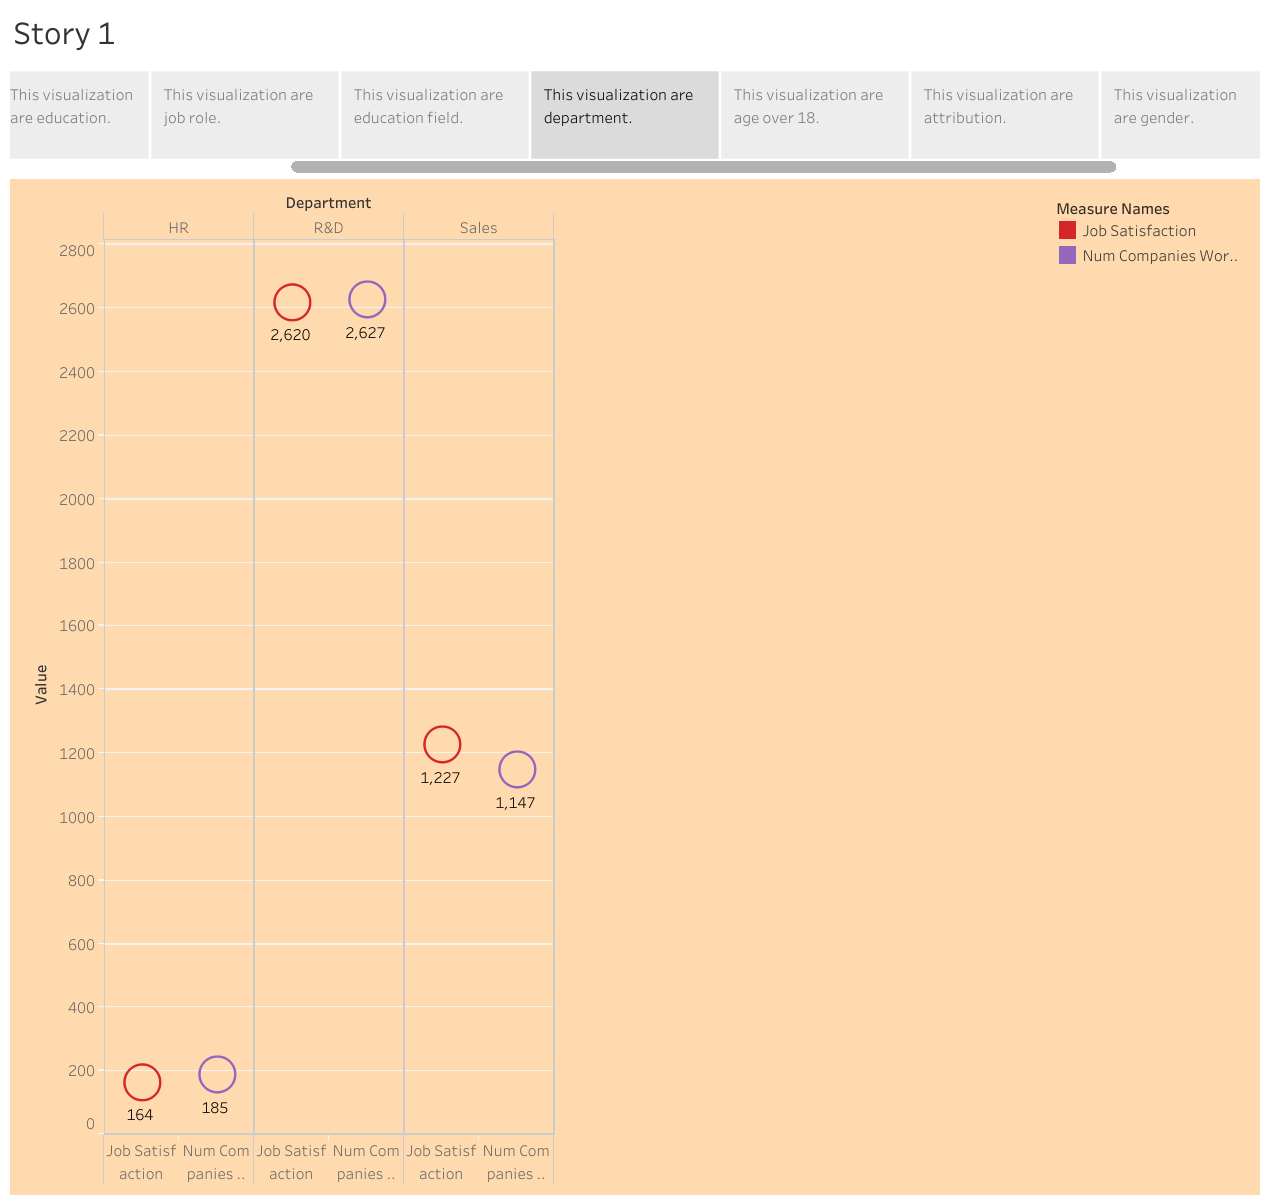 Story 1
This visualization
are education.
This visualization are
job role.
This visualization are
education field.
This visualization are
department.
This visualization are
age over 18.
This visualization are
attribution.
This visualization
are gender.
Department
HR
R&D
Sales
Measure Names
Job Satisfaction
Num Companies Wor..
Value
2800
2600
2400
2200
2000
1800
1600
1400
1200
1000
800
600
400
200
0
164
185
2,620
2,627
1,227
1,147
Job Satisf
action
Num Com
panies ..
Job Satisf
action
Num Com
panies ..
Job Satisf
action
Num Com
panies ..